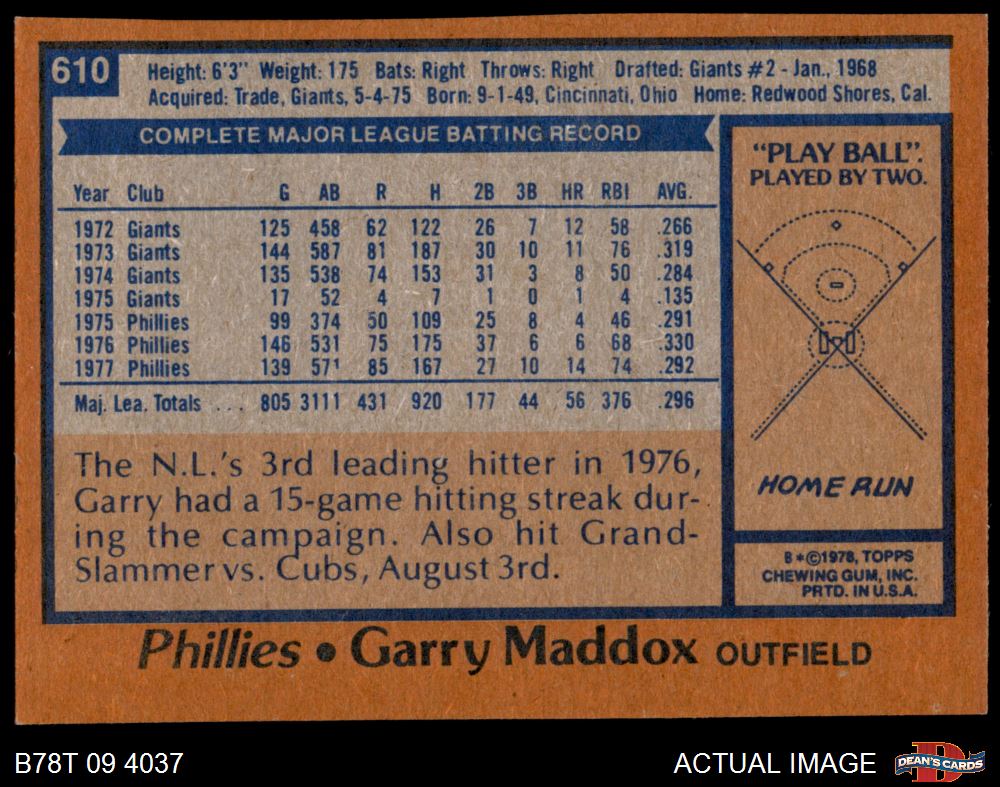 610
Height: 6'3" Weight: 175 Bats: Right Throws: Right Drafted: Giants #2 - Jan., 1968
Acquired: Trade, Giants, 5-4-75 Born: 9-1-49, Cincinnati, Ohio Home: Redwood Shores, Cal.
COMPLETE MAJOR LEAGUE BATTING RECORD
Year Club G AB R H 2B 3B HR RBI AVG.
1972 Giants 125 458 62 122 26 7 12 58 .266
1973 Giants 144 587 81 187 30 10 11 76 .319
1974 Giants 135 538 74 153 31 3 8 50 .284
1975 Giants 17 52 4 7 1 0 1 4 .135
1975 Phillies 99 374 50 109 25 8 4 46 .291
1976 Phillies 146 531 75 175 37 6 6 68 .330
1977 Phillies 139 571 85 167 27 10 14 74 .292
Maj. Lea. Totals ... 805 3111 431 920 177 44 56 376 .296
The N.L.'s 3rd leading hitter in 1976,
Garry had a 15-game hitting streak dur-
ing the campaign. Also hit Grand-
Slammer vs. Cubs, August 3rd.
"PLAY BALL".
PLAYED BY TWO.
HOME RUN
B*©1978, TOPPS
CHEWING GUM, INC.
PRTD. IN U.S.A.
Phillies • Garry Maddox OUTFIELD
B78T 09 4037
ACTUAL IMAGE
DEAN'S CARDS